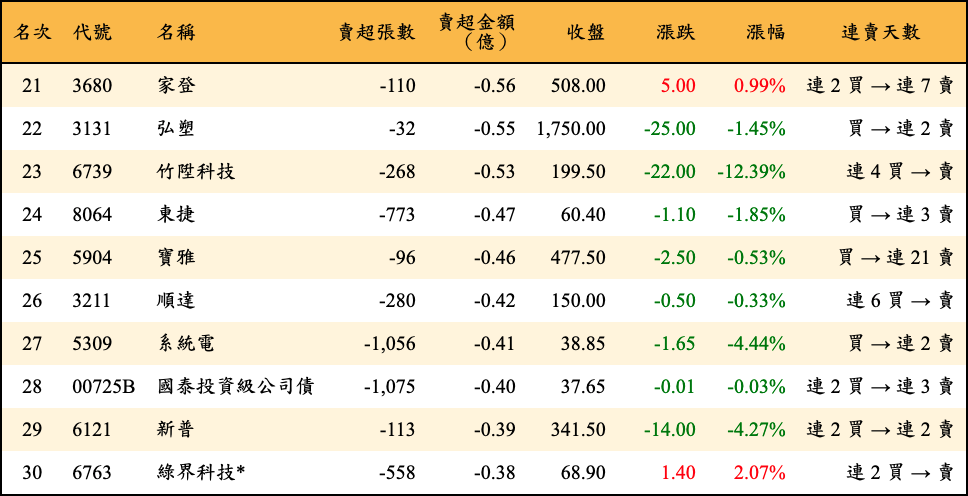 名次 代號 名稱 賣超張數 賣超金額（億） 收盤 漲跌 漲幅 連賣天數
21 3680 家登 -110 -0.56 508.00 5.00 0.99% 連 2 買 → 連 7 賣
22 3131 弘塑 -32 -0.55 1,750.00 -25.00 -1.45% 買 → 連 2 賣
23 6739 竹陞科技 -268 -0.53 199.50 -22.00 -12.39% 連 4 買 → 賣
24 8064 東捷 -773 -0.47 60.40 -1.10 -1.85% 買 → 連 3 賣
25 5904 寶雅 -96 -0.46 477.50 -2.50 -0.53% 買 → 連 21 賣
26 3211 順達 -280 -0.42 150.00 -0.50 -0.33% 連 6 買 → 賣
27 5309 系統電 -1,056 -0.41 38.85 -1.65 -4.44% 買 → 連 2 賣
28 00725B 國泰投資級公司債 -1,075 -0.40 37.65 -0.01 -0.03% 連 2 買 → 連 3 賣
29 6121 新普 -113 -0.39 341.50 -14.00 -4.27% 連 2 買 → 連 2 賣
30 6763 綠界科技* -558 -0.38 68.90 1.40 2.07% 連 2 買 → 賣